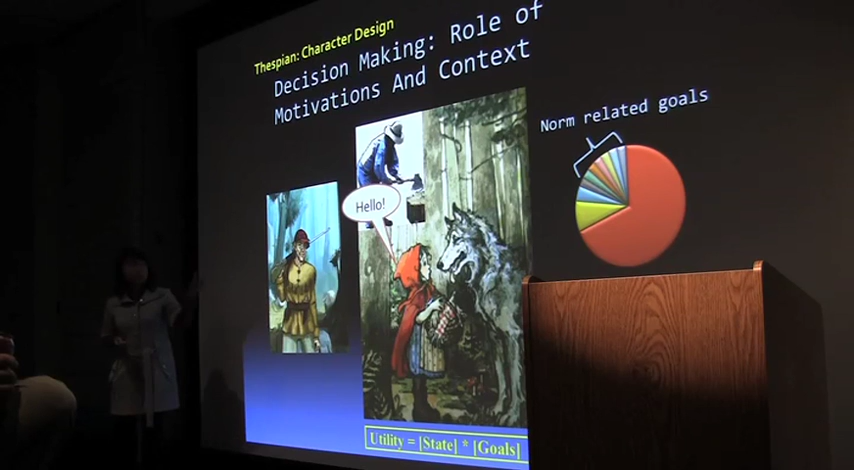 Thespian: Character Design
Decision Making: Role of
Motivations And Context
Norm related goals
Hello!
Utility = [State] * [Goals]